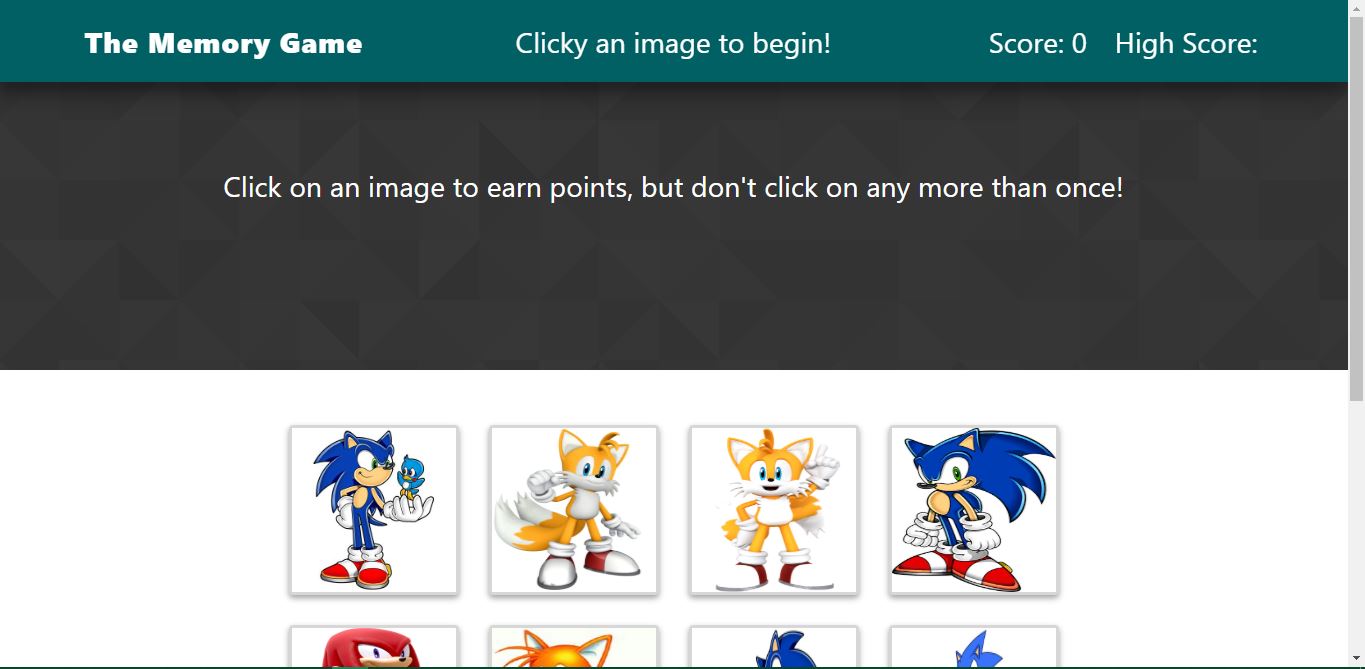 The Memory Game
Clicky an image to begin!
Score: 0 High Score:
Click on an image to earn points, but don't click on any more than once!